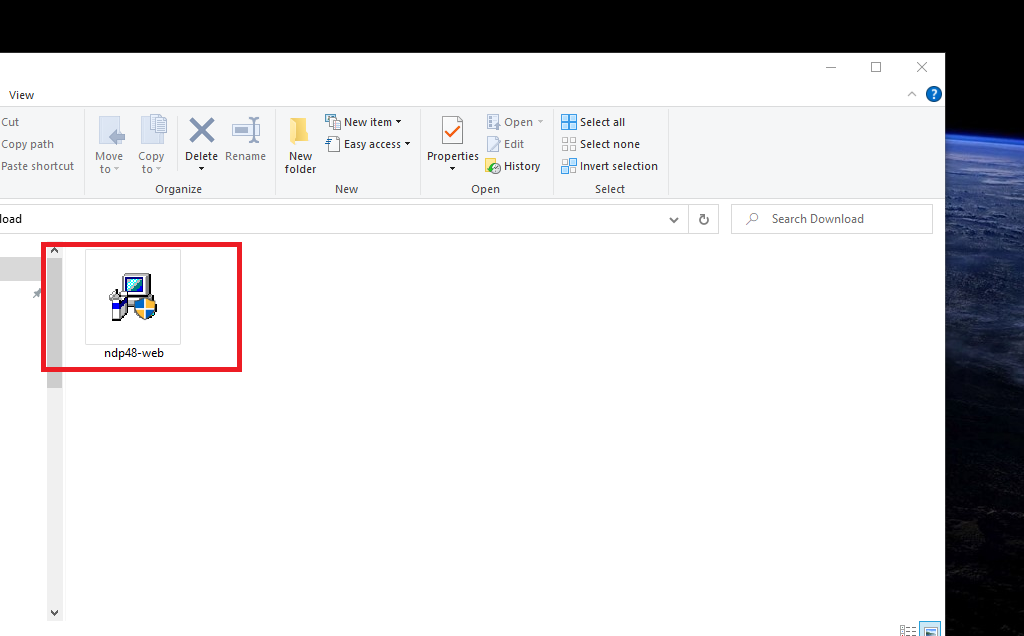 View
Cut
Copy path
Paste shortcut
Move to
Copy to
Delete
Rename
Organize
New folder
New item
Easy access
New
Properties
Open
Edit
History
Open
Select all
Select none
Invert selection
Select
load
Search Download
ndp48-web
?